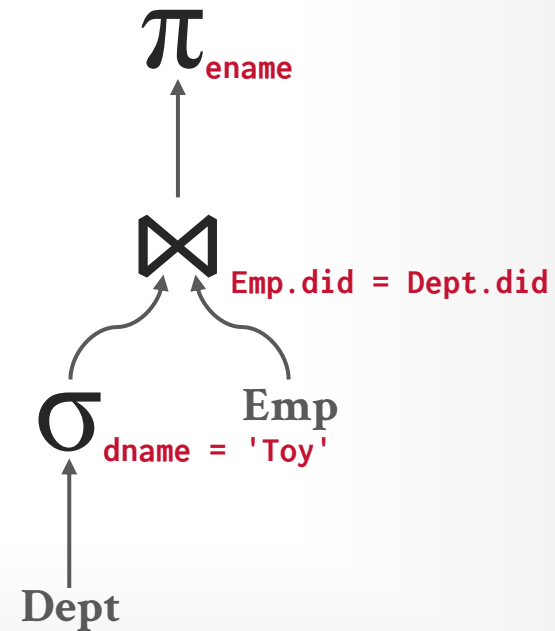 π ename
⋈ Emp.did = Dept.did
Emp
σ dname = 'Toy'
Dept